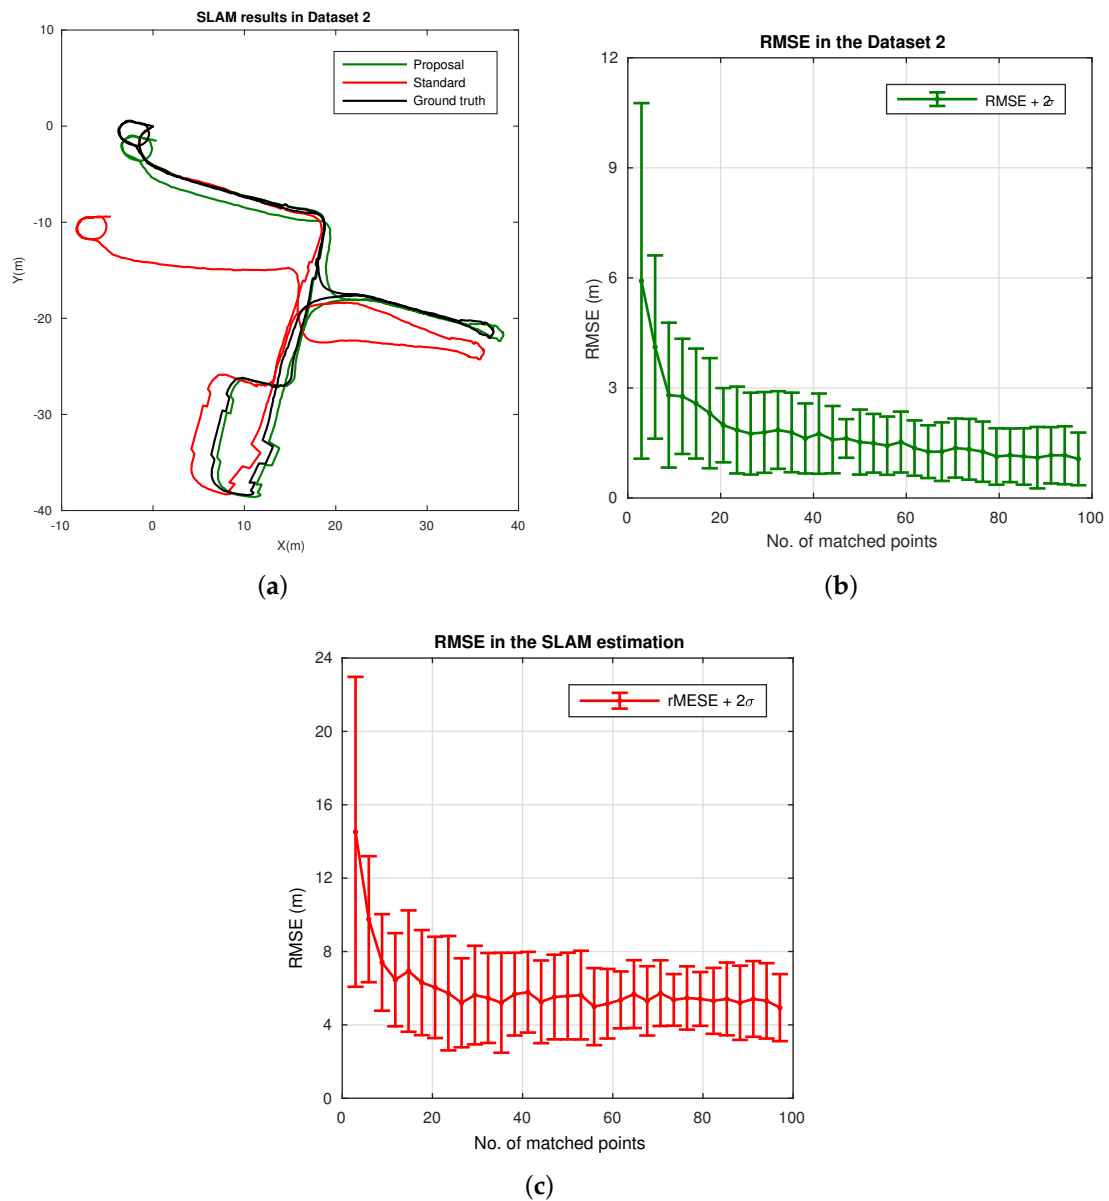 SLAM results in Dataset 2
10
0
-10
-20
-30
-40
Y(m)
Proposal
Standard
Ground truth
-10
0
10
20
30
40
X(m)
(a)
RMSE in the Dataset 2
12
9
6
3
0
RMSE (m)
RMSE + 2σ
0
20
40
60
80
100
No. of matched points
(b)
RMSE in the SLAM estimation
24
20
16
12
8
4
0
RMSE (m)
rMESE + 2σ
0
20
40
60
80
100
No. of matched points
(c)